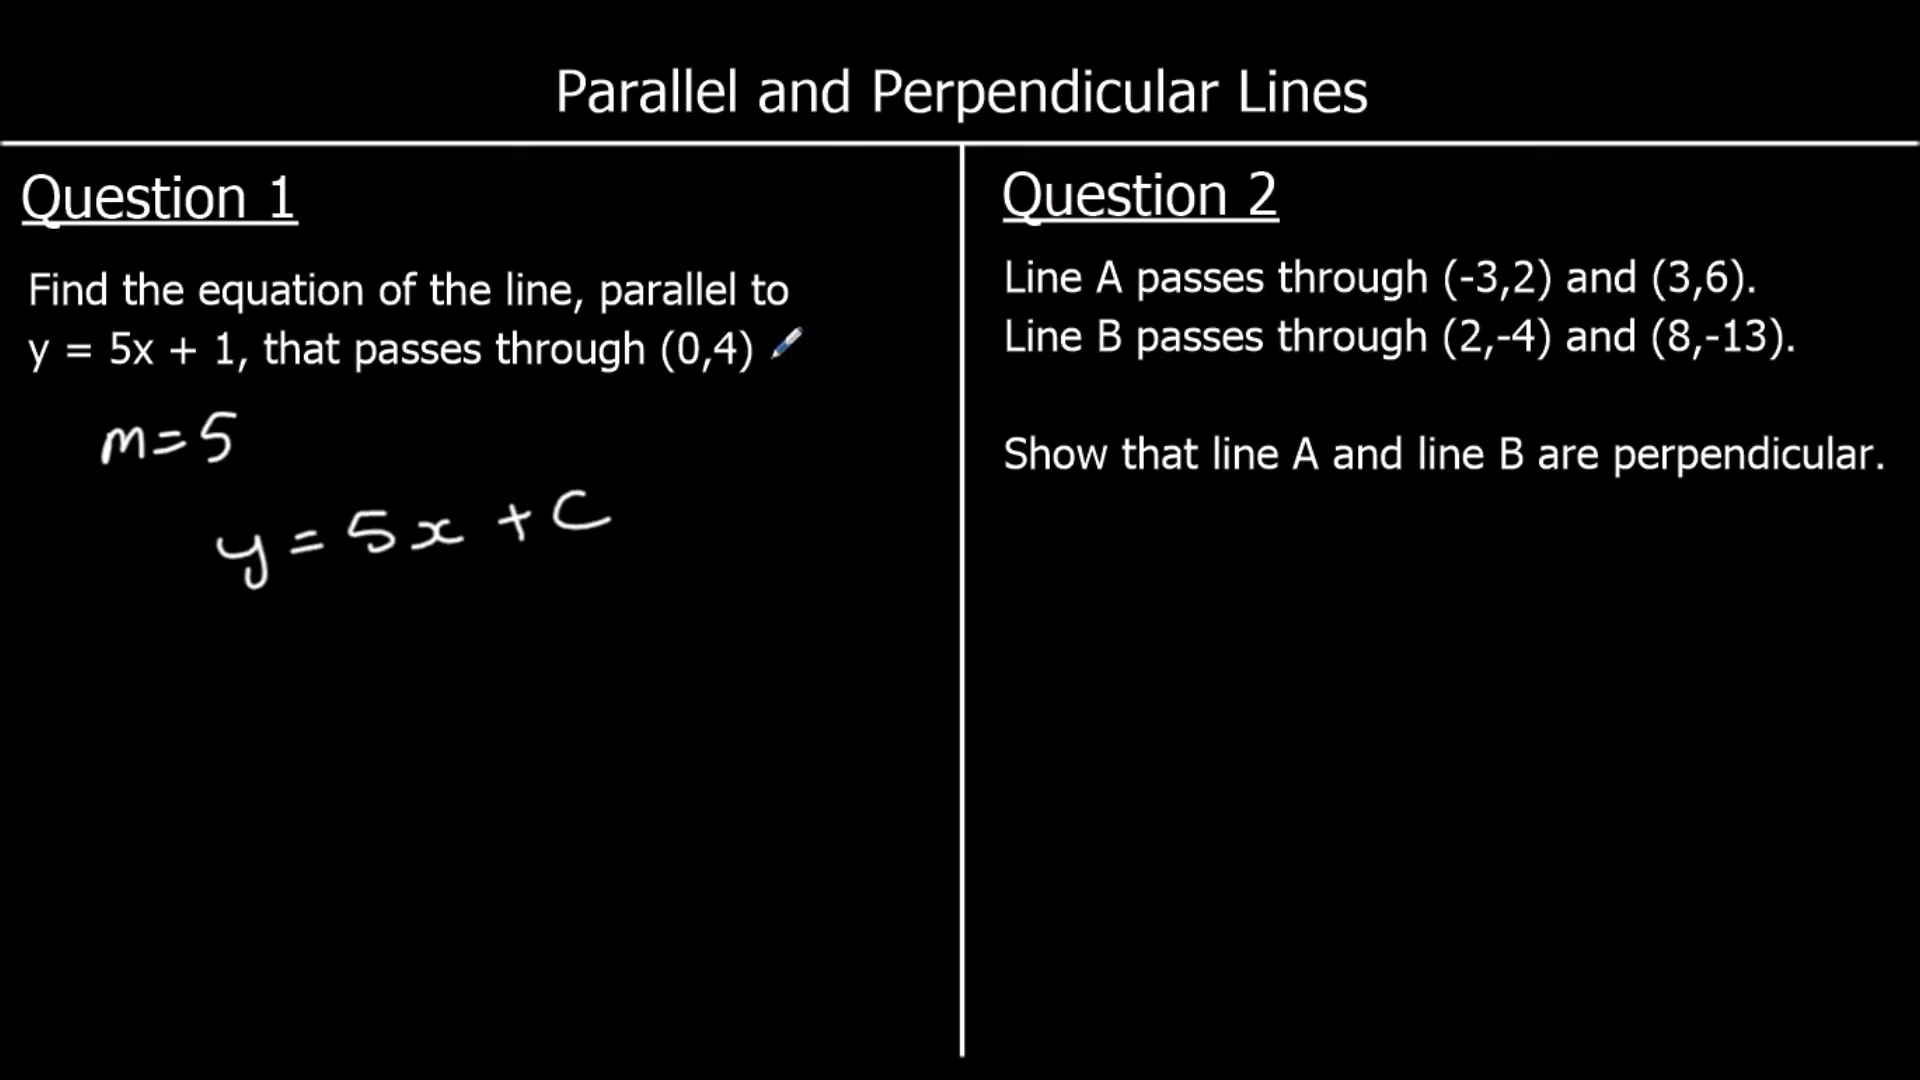 Parallel and Perpendicular Lines
Question 1
Find the equation of the line, parallel to
y = 5x + 1, that passes through (0,4)
m=5
y = 5x + c
Question 2
Line A passes through (-3,2) and (3,6).
Line B passes through (2,-4) and (8,-13).
Show that line A and line B are perpendicular.